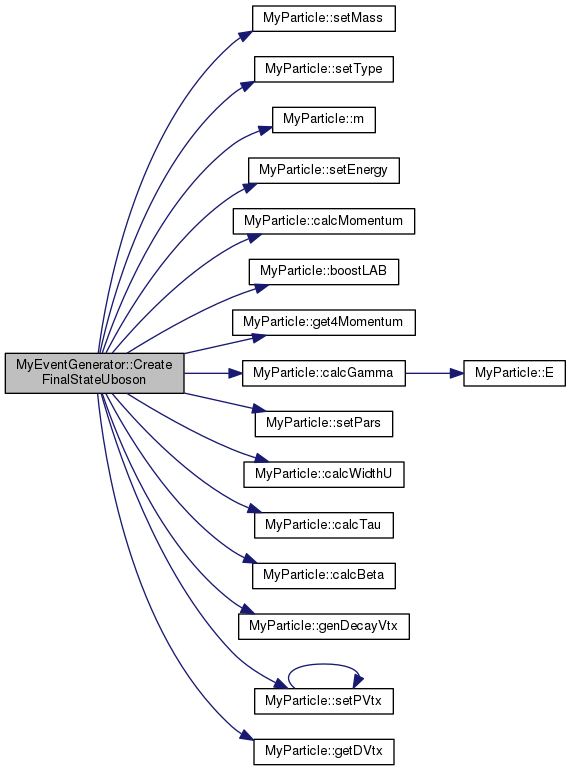 MyParticle::setMass
MyParticle::setType
MyParticle::m
MyParticle::setEnergy
MyParticle::calcMomentum
MyParticle::boostLAB
MyParticle::get4Momentum
MyEventGenerator::Create
FinalStateUboson
MyParticle::calcGamma
MyParticle::E
MyParticle::setPars
MyParticle::calcWidthU
MyParticle::calcTau
MyParticle::calcBeta
MyParticle::genDecayVtx
MyParticle::setPVtx
MyParticle::getDVtx